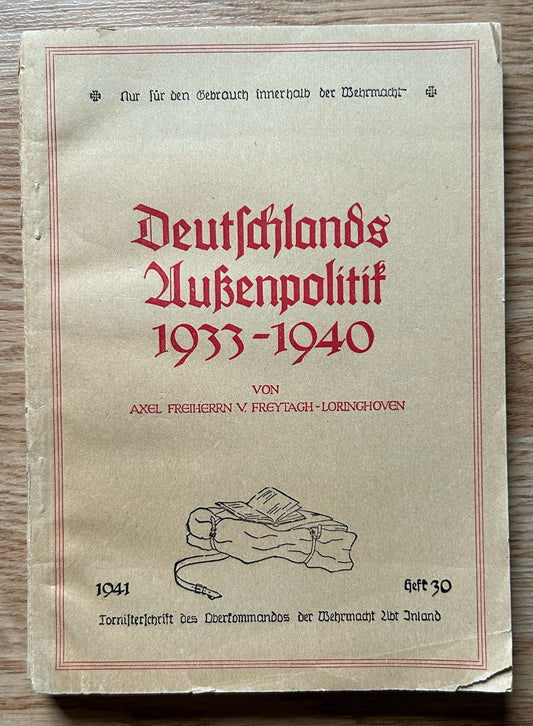 Nur für den Gebrauch innerhalb der Wehrmacht
Deutschlands
Außenpolitik
1933-1940
VON
AXEL FREIHERRN V. FREYTAGH-LORINGHOVEN
1941
Heft 30
Tornisterschrift des Oberkommandos der Wehrmacht Abt Inland